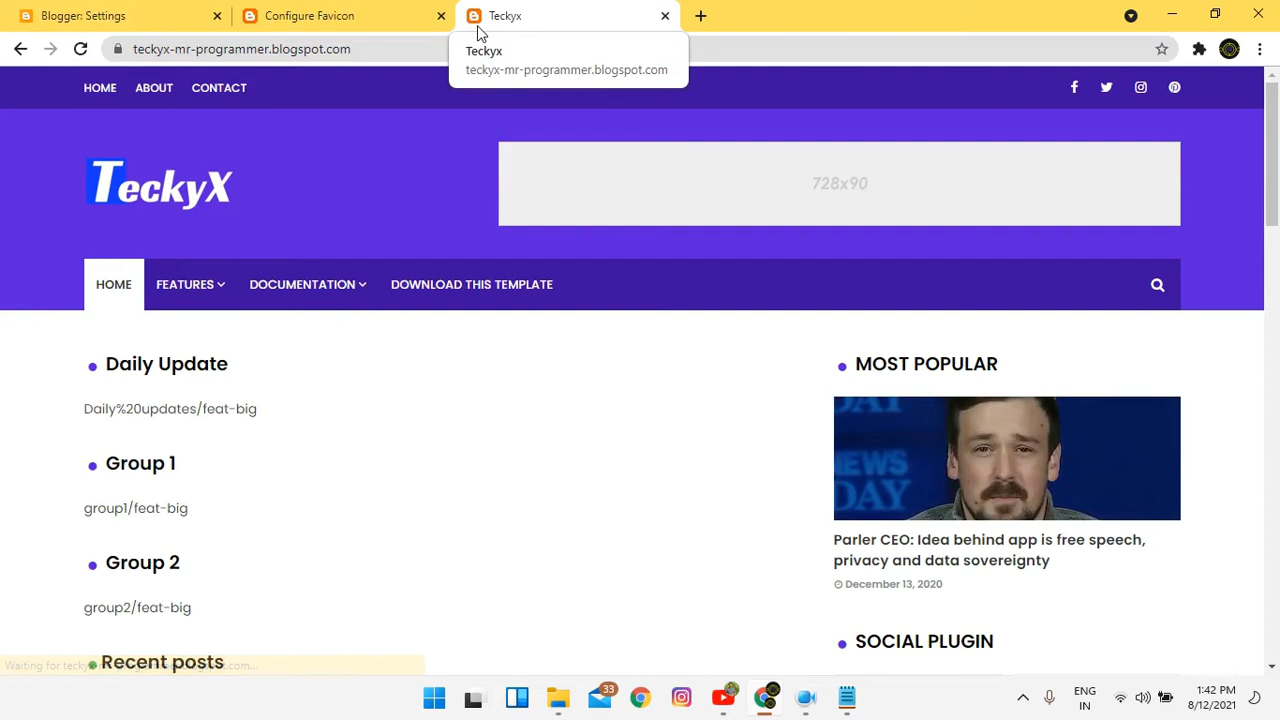 Blogger: Settings
Configure Favicon
Teckyx
teckyx-mr-programmer.blogspot.com
Teckyx
teckyx-mr-programmer.blogspot.com
HOME ABOUT CONTACT
TeckyX
728x90
HOME FEATURES DOCUMENTATION DOWNLOAD THIS TEMPLATE
Daily Update
Daily%20updates/feat-big
Group 1
group1/feat-big
Group 2
group2/feat-big
Recent posts
MOST POPULAR
NEWS
DAY
Parler CEO: Idea behind app is free speech,
privacy and data sovereignty
December 13, 2020
SOCIAL PLUGIN
33
ENG
IN
1:42 PM
8/12/2021